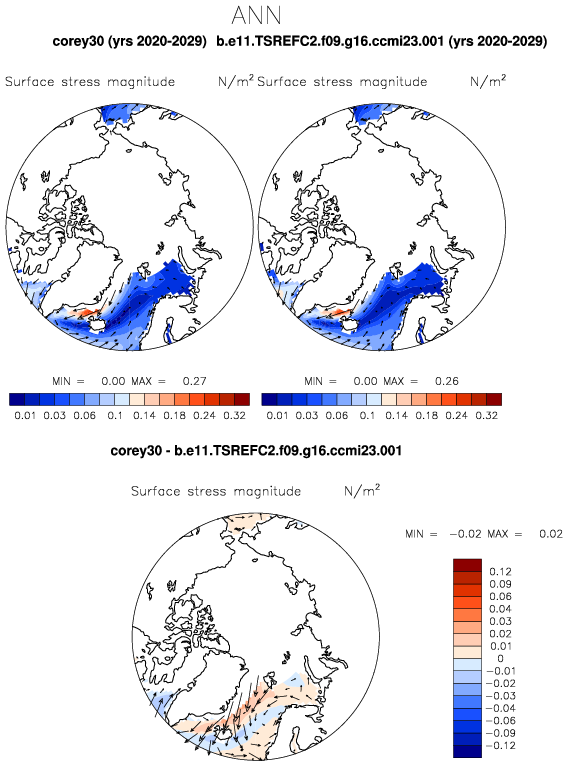 ANN
corey30 (yrs 2020-2029) b.e11.TSREFC2.f09.g16.ccmi23.001 (yrs 2020-2029)
Surface stress magnitude N/m² Surface stress magnitude N/m²
MIN = 0.00 MAX = 0.27 MIN = 0.00 MAX = 0.26
0.01 0.03 0.06 0.1 0.14 0.18 0.24 0.32 0.01 0.03 0.06 0.1 0.14 0.18 0.24 0.32
corey30 - b.e11.TSREFC2.f09.g16.ccmi23.001
Surface stress magnitude N/m²
MIN = -0.02 MAX = 0.02
0.12
0.09
0.06
0.04
0.03
0.02
0.01
0
-0.01
-0.02
-0.03
-0.04
-0.06
-0.09
-0.12